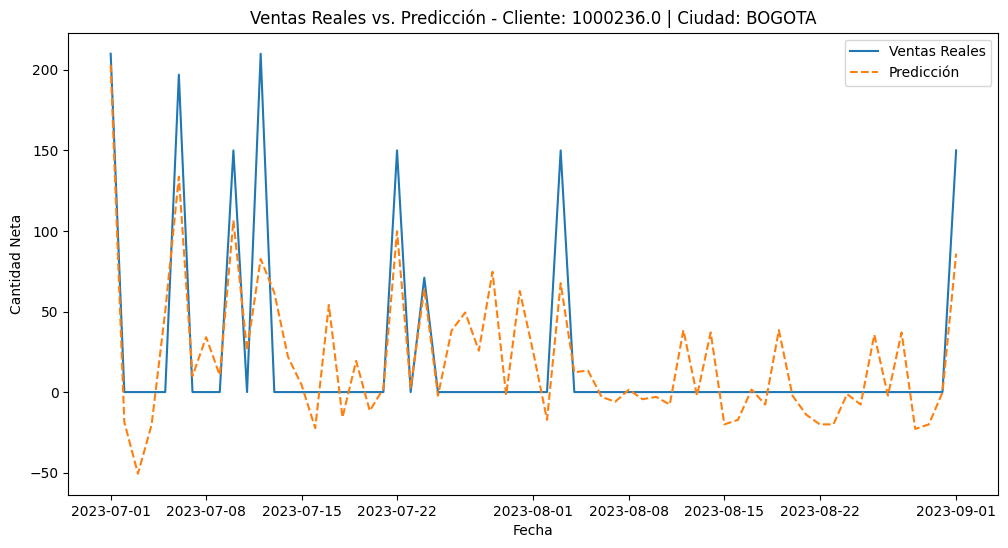 Ventas Reales vs. Predicción - Cliente: 1000236.0 | Ciudad: BOGOTA
Ventas Reales
Predicción
200
150
100
50
0
−50
Cantidad Neta
2023-07-01 2023-07-08 2023-07-15 2023-07-22 2023-08-01 2023-08-08 2023-08-15 2023-08-22 2023-09-01
Fecha